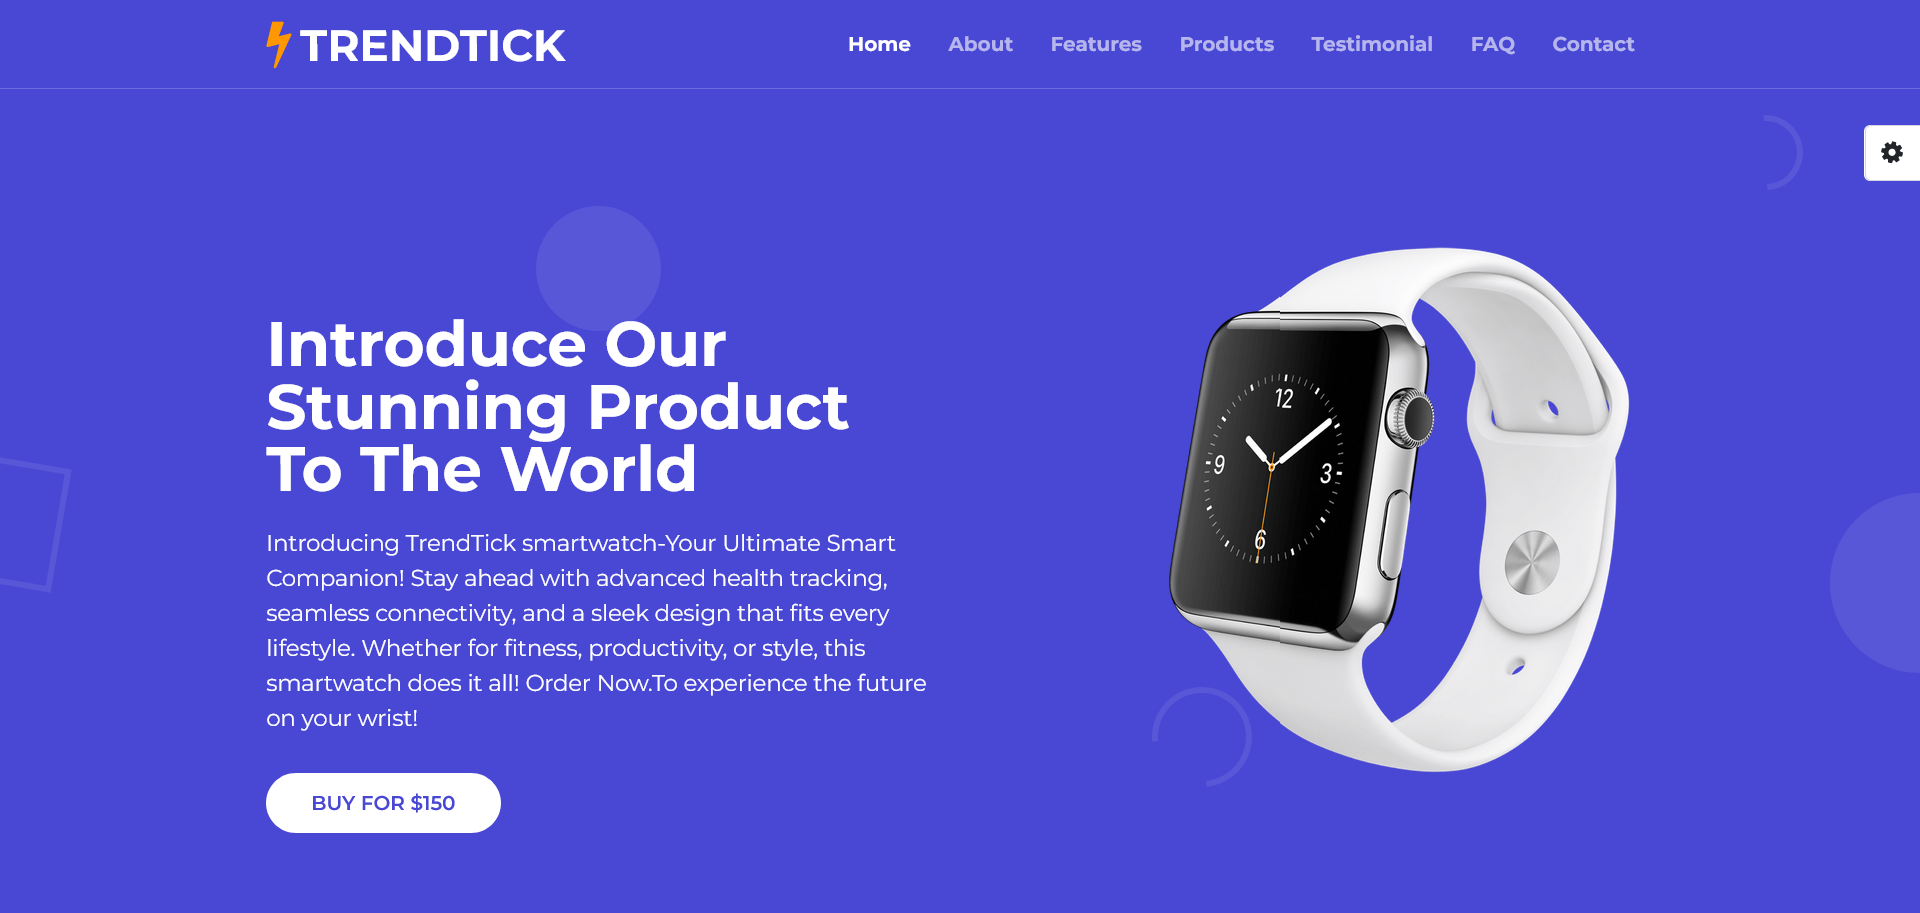 TRENDTICK
Home About Features Products Testimonial FAQ Contact
Introduce Our
Stunning Product
To The World
Introducing TrendTick smartwatch-Your Ultimate Smart
Companion! Stay ahead with advanced health tracking,
seamless connectivity, and a sleek design that fits every
lifestyle. Whether for fitness, productivity, or style, this
smartwatch does it all! Order Now.To experience the future
on your wrist!
BUY FOR $150
12
9
3
6